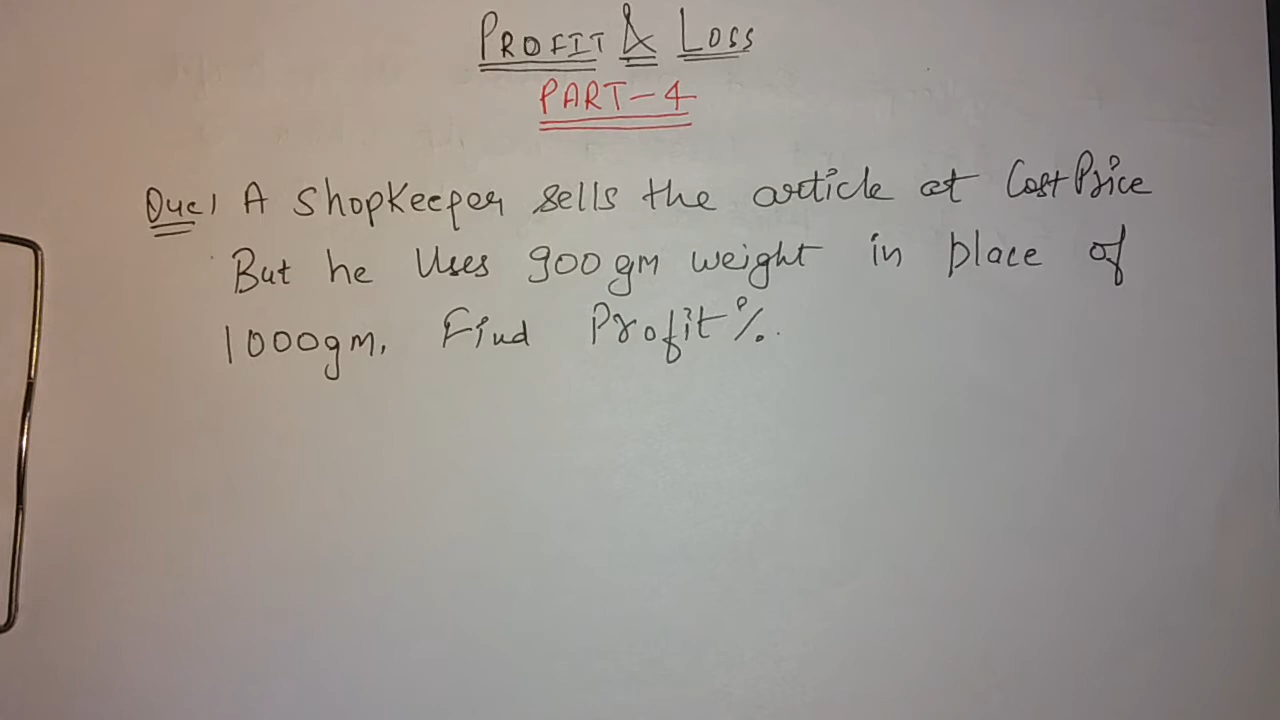 PROFIT & LOSS
PART-4
Que1 A Shopkeeper sells the article at Cost Price
But he Uses 900gm weight in place of
1000gm. Find Profit%.